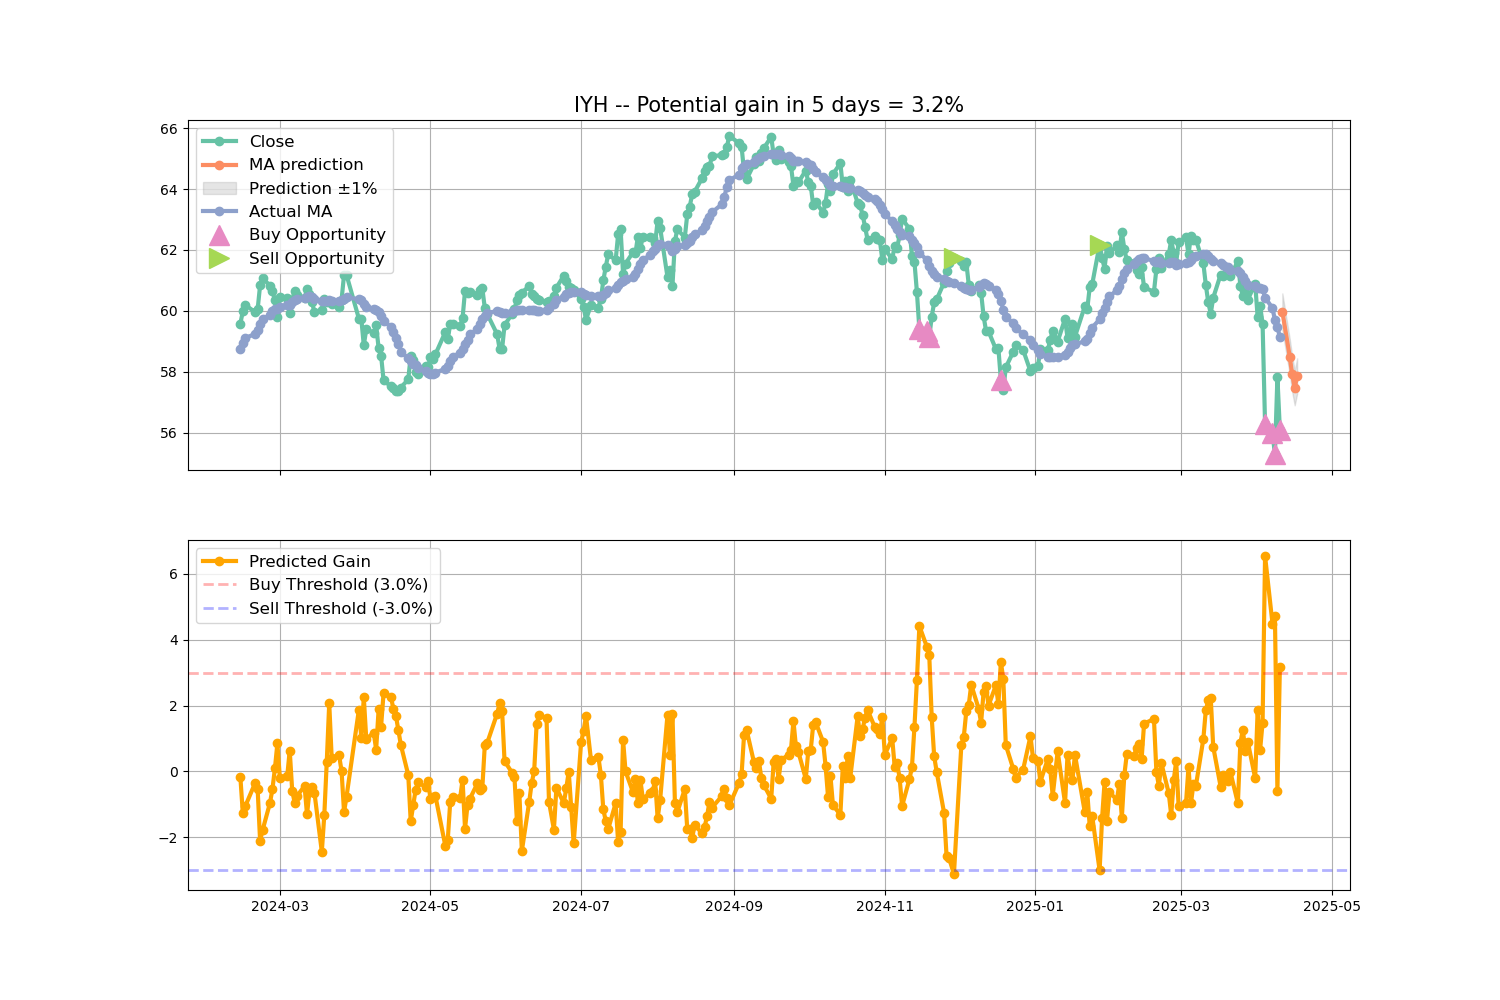 IYH -- Potential gain in 5 days = 3.2%
66
64
62
60
58
56
Close
MA prediction
Prediction ±1%
Actual MA
Buy Opportunity
Sell Opportunity
6
4
2
0
−2
Predicted Gain
Buy Threshold (3.0%)
Sell Threshold (-3.0%)
2024-03 2024-05 2024-07 2024-09 2024-11 2025-01 2025-03 2025-05